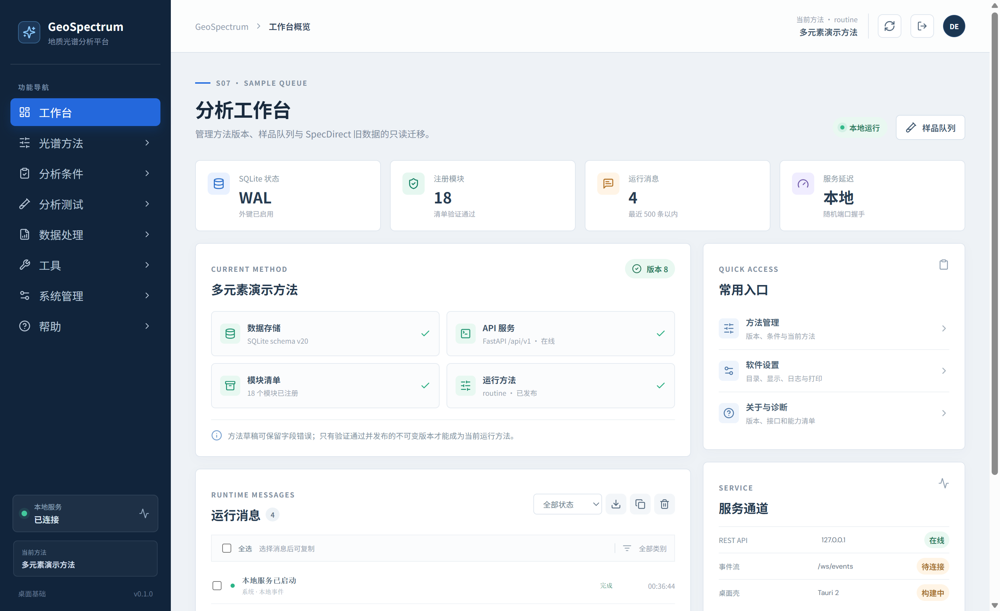 GeoSpectrum
地质光谱分析平台
功能导航
工作台
光谱方法
分析条件
分析测试
数据处理
工具
系统管理
帮助
本地服务
已连接
当前方法
多元素演示方法
桌面基础 v0.1.0
GeoSpectrum 工作台概览
当前方法 • routine
多元素演示方法
DE
S07 • SAMPLE QUEUE
分析工作台
管理方法版本、样品队列与 SpecDirect 旧数据的只读迁移。
本地运行
样品队列
SQLite 状态
WAL
外键已启用
注册模块
18
清单验证通过
运行消息
4
最近 500 条以内
服务延迟
本地
随机端口握手
CURRENT METHOD
多元素演示方法
版本 8
数据存储
SQLite schema v20
API 服务
FastAPI /api/v1 • 在线
模块清单
18 个模块已注册
运行方法
routine • 已发布
方法草稿可保留字段错误；只有验证通过并发布的不可变版本才能成为当前运行方法。
QUICK ACCESS
常用入口
方法管理
版本、条件与当前方法
软件设置
目录、显示、日志与打印
关于与诊断
版本、接口和能力清单
RUNTIME MESSAGES
运行消息 4
全部状态
全选 选择消息后可复制 全部类别
本地服务已启动
系统 · 本地事件
完成 00:36:44
SERVICE
服务通道
REST API 127.0.0.1 在线
事件流 /ws/events 待连接
桌面壳 Tauri 2 构建中